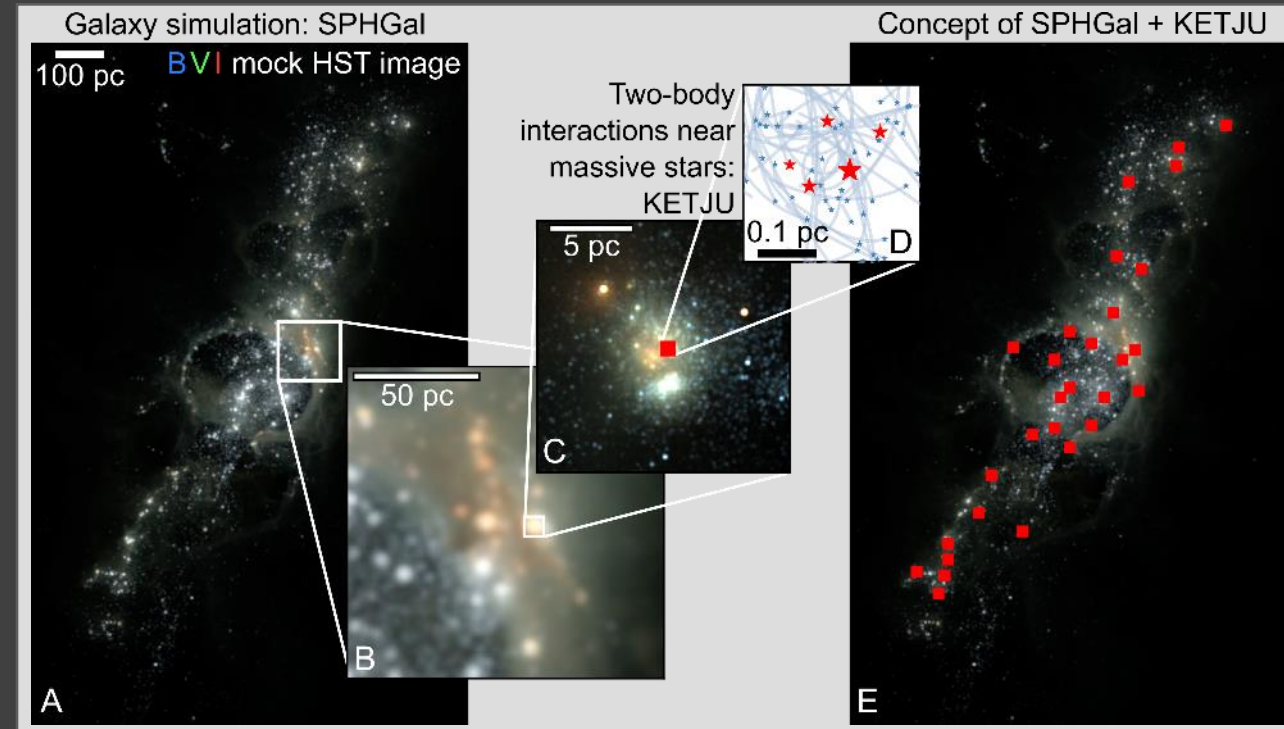 Galaxy simulation: SPHGal
100 pc
BVI mock HST image
A
50 pc
B
5 pc
C
Two-body
interactions near
massive stars:
KETJU
0.1 pc
D
Concept of SPHGal + KETJU
E